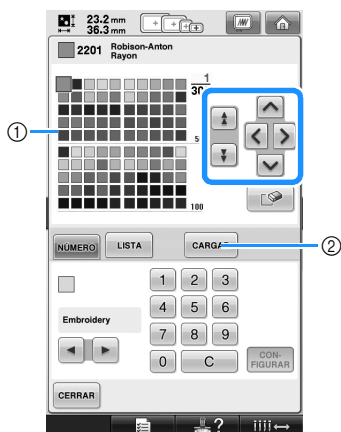 23.2 mm
36.3 mm
2201 Robison-Anton
Rayon
1
30
5
100
1
2
NÚMERO LISTA CARGA
1 2 3
4 5 6
Embroidery
7 8 9
0 C CON-
FIGURAR
CERRAR
?